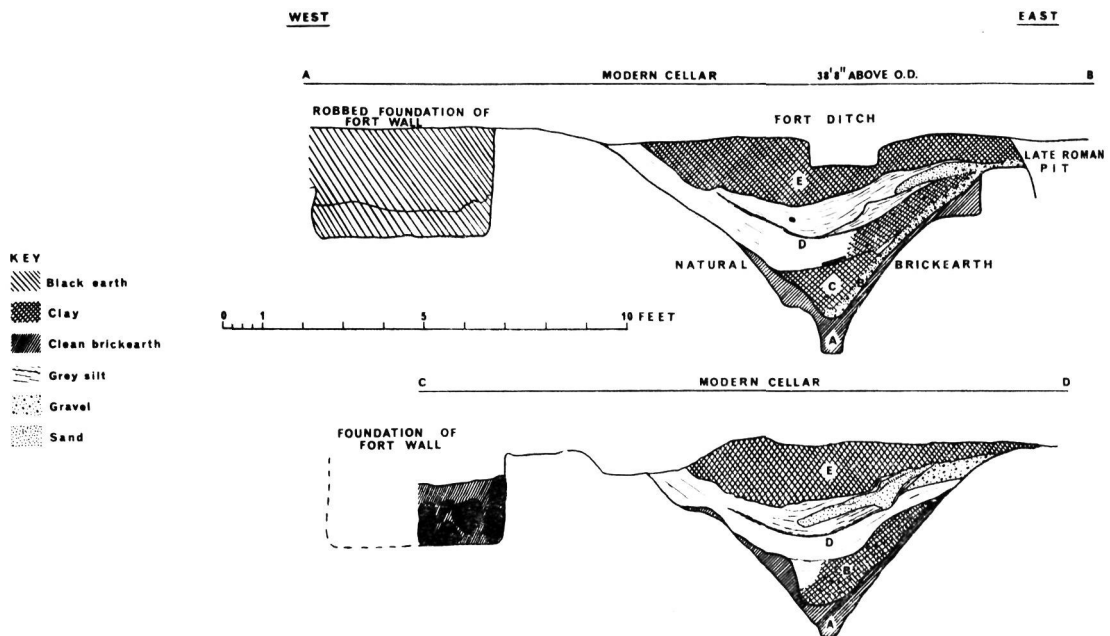 WEST
EAST
A
MODERN CELLAR
38'8" ABOVE O.D.
B
ROBBED FOUNDATION OF
FORT WALL
FORT DITCH
LATE ROMAN
PIT
E
D
NATURAL
BRICKEARTH
C
B
A
KEY
Black earth
Clay
Clean brickearth
Grey silt
Gravel
Sand
0 1 5 10 FEET
C
MODERN CELLAR
D
FOUNDATION OF
FORT WALL
E
D
B
A